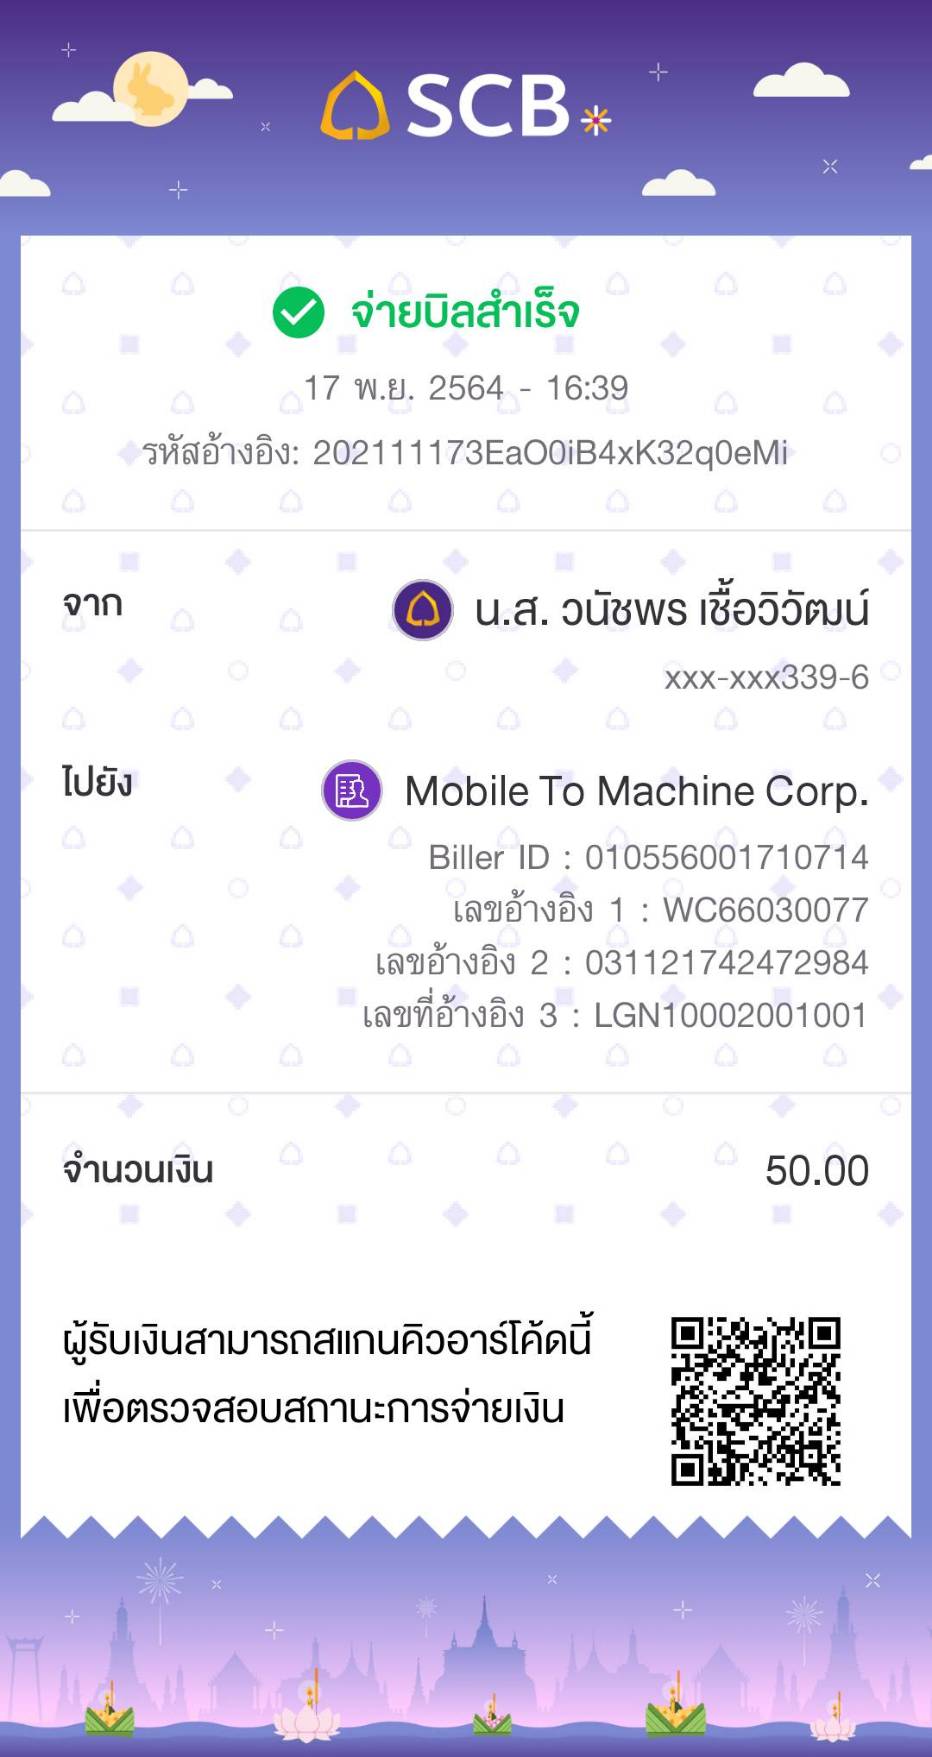 SCB
จ่ายบิลสำเร็จ
17 พ.ย. 2564 - 16:39
รหัสอ้างอิง: 202111173EaO0iB4xK32q0eMi
จาก
น.ส. วนัชพร เชื้อวิวัฒน์
xxx-xxx339-6
ไปยัง
Mobile To Machine Corp.
Biller ID : 010556001710714
เลขอ้างอิง 1 : WC66030077
เลขอ้างอิง 2 : 031121742472984
เลขที่อ้างอิง 3 : LGN10002001001
จำนวนเงิน 50.00
ผู้รับเงินสามารถสแกนคิวอาร์โค้ดนี้
เพื่อตรวจสอบสถานะการจ่ายเงิน